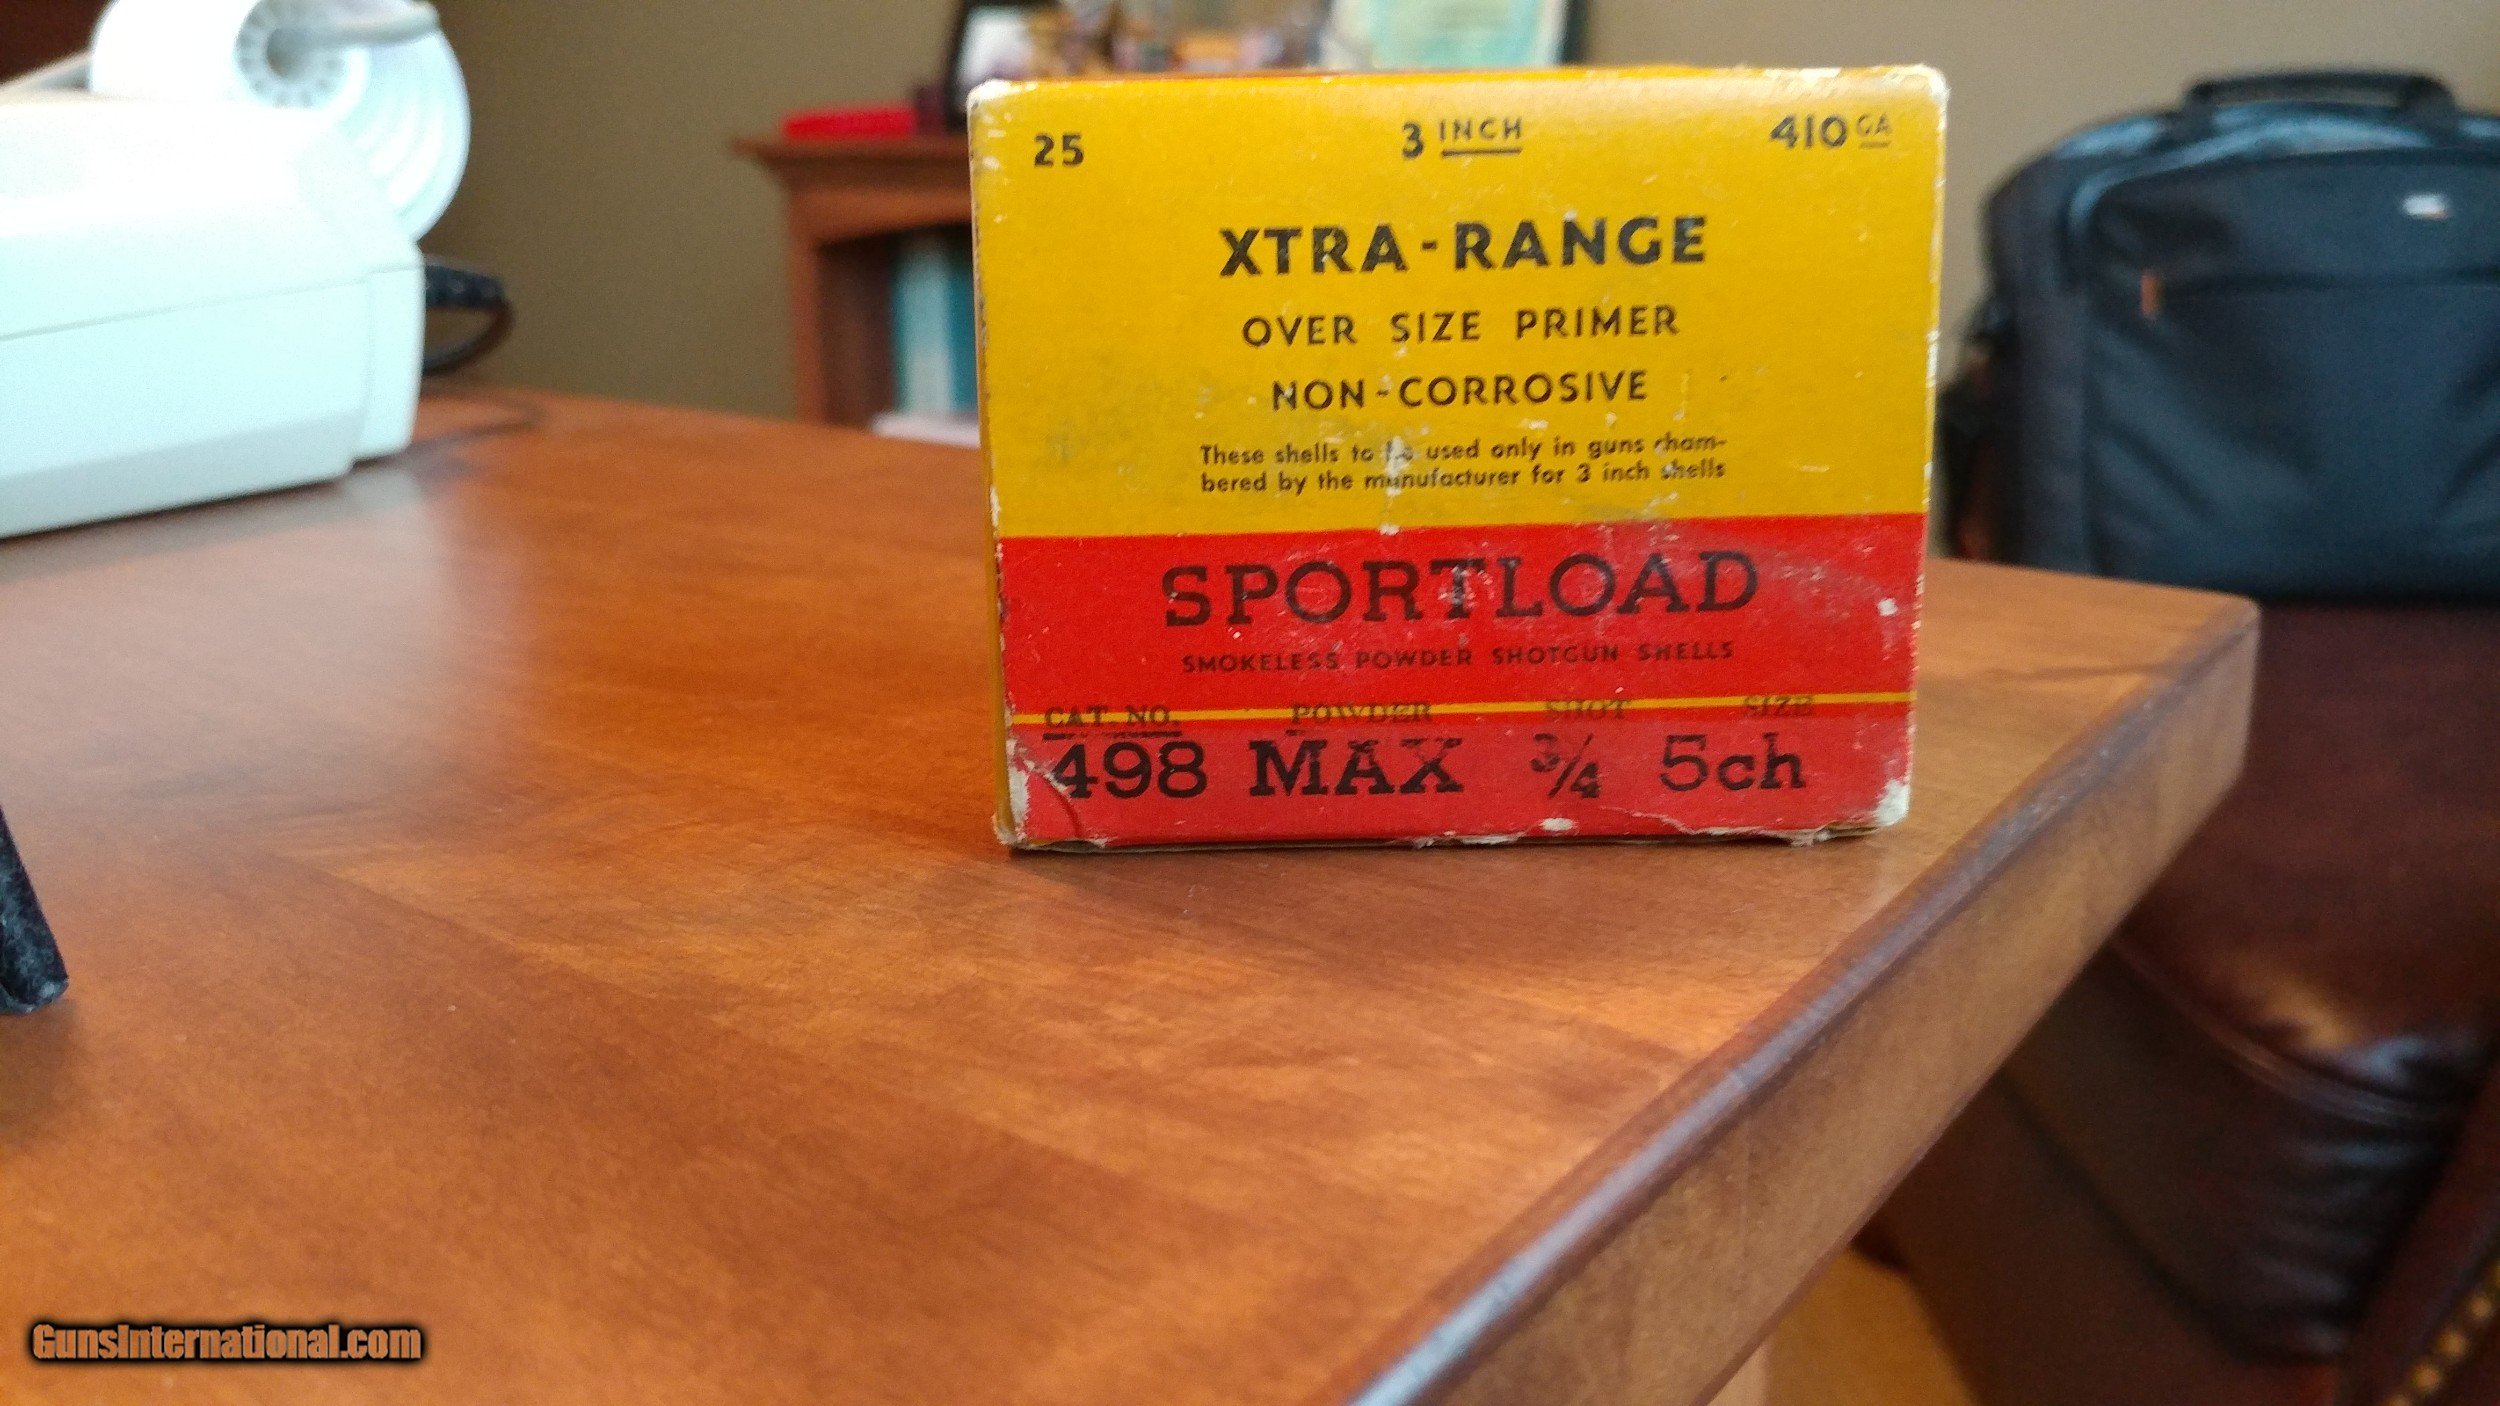 25 3 INCH 410 GA
XTRA-RANGE
OVER SIZE PRIMER
NON-CORROSIVE
These shells to be used only in guns cham-
bered by the manufacturer for 3 inch shells
SPORTLOAD
SMOKELESS POWDER SHOTGUN SHELLS
CAT. NO. POWDER SHOT SIZE
498 MAX 3/4 5ch
GunsInternational.com